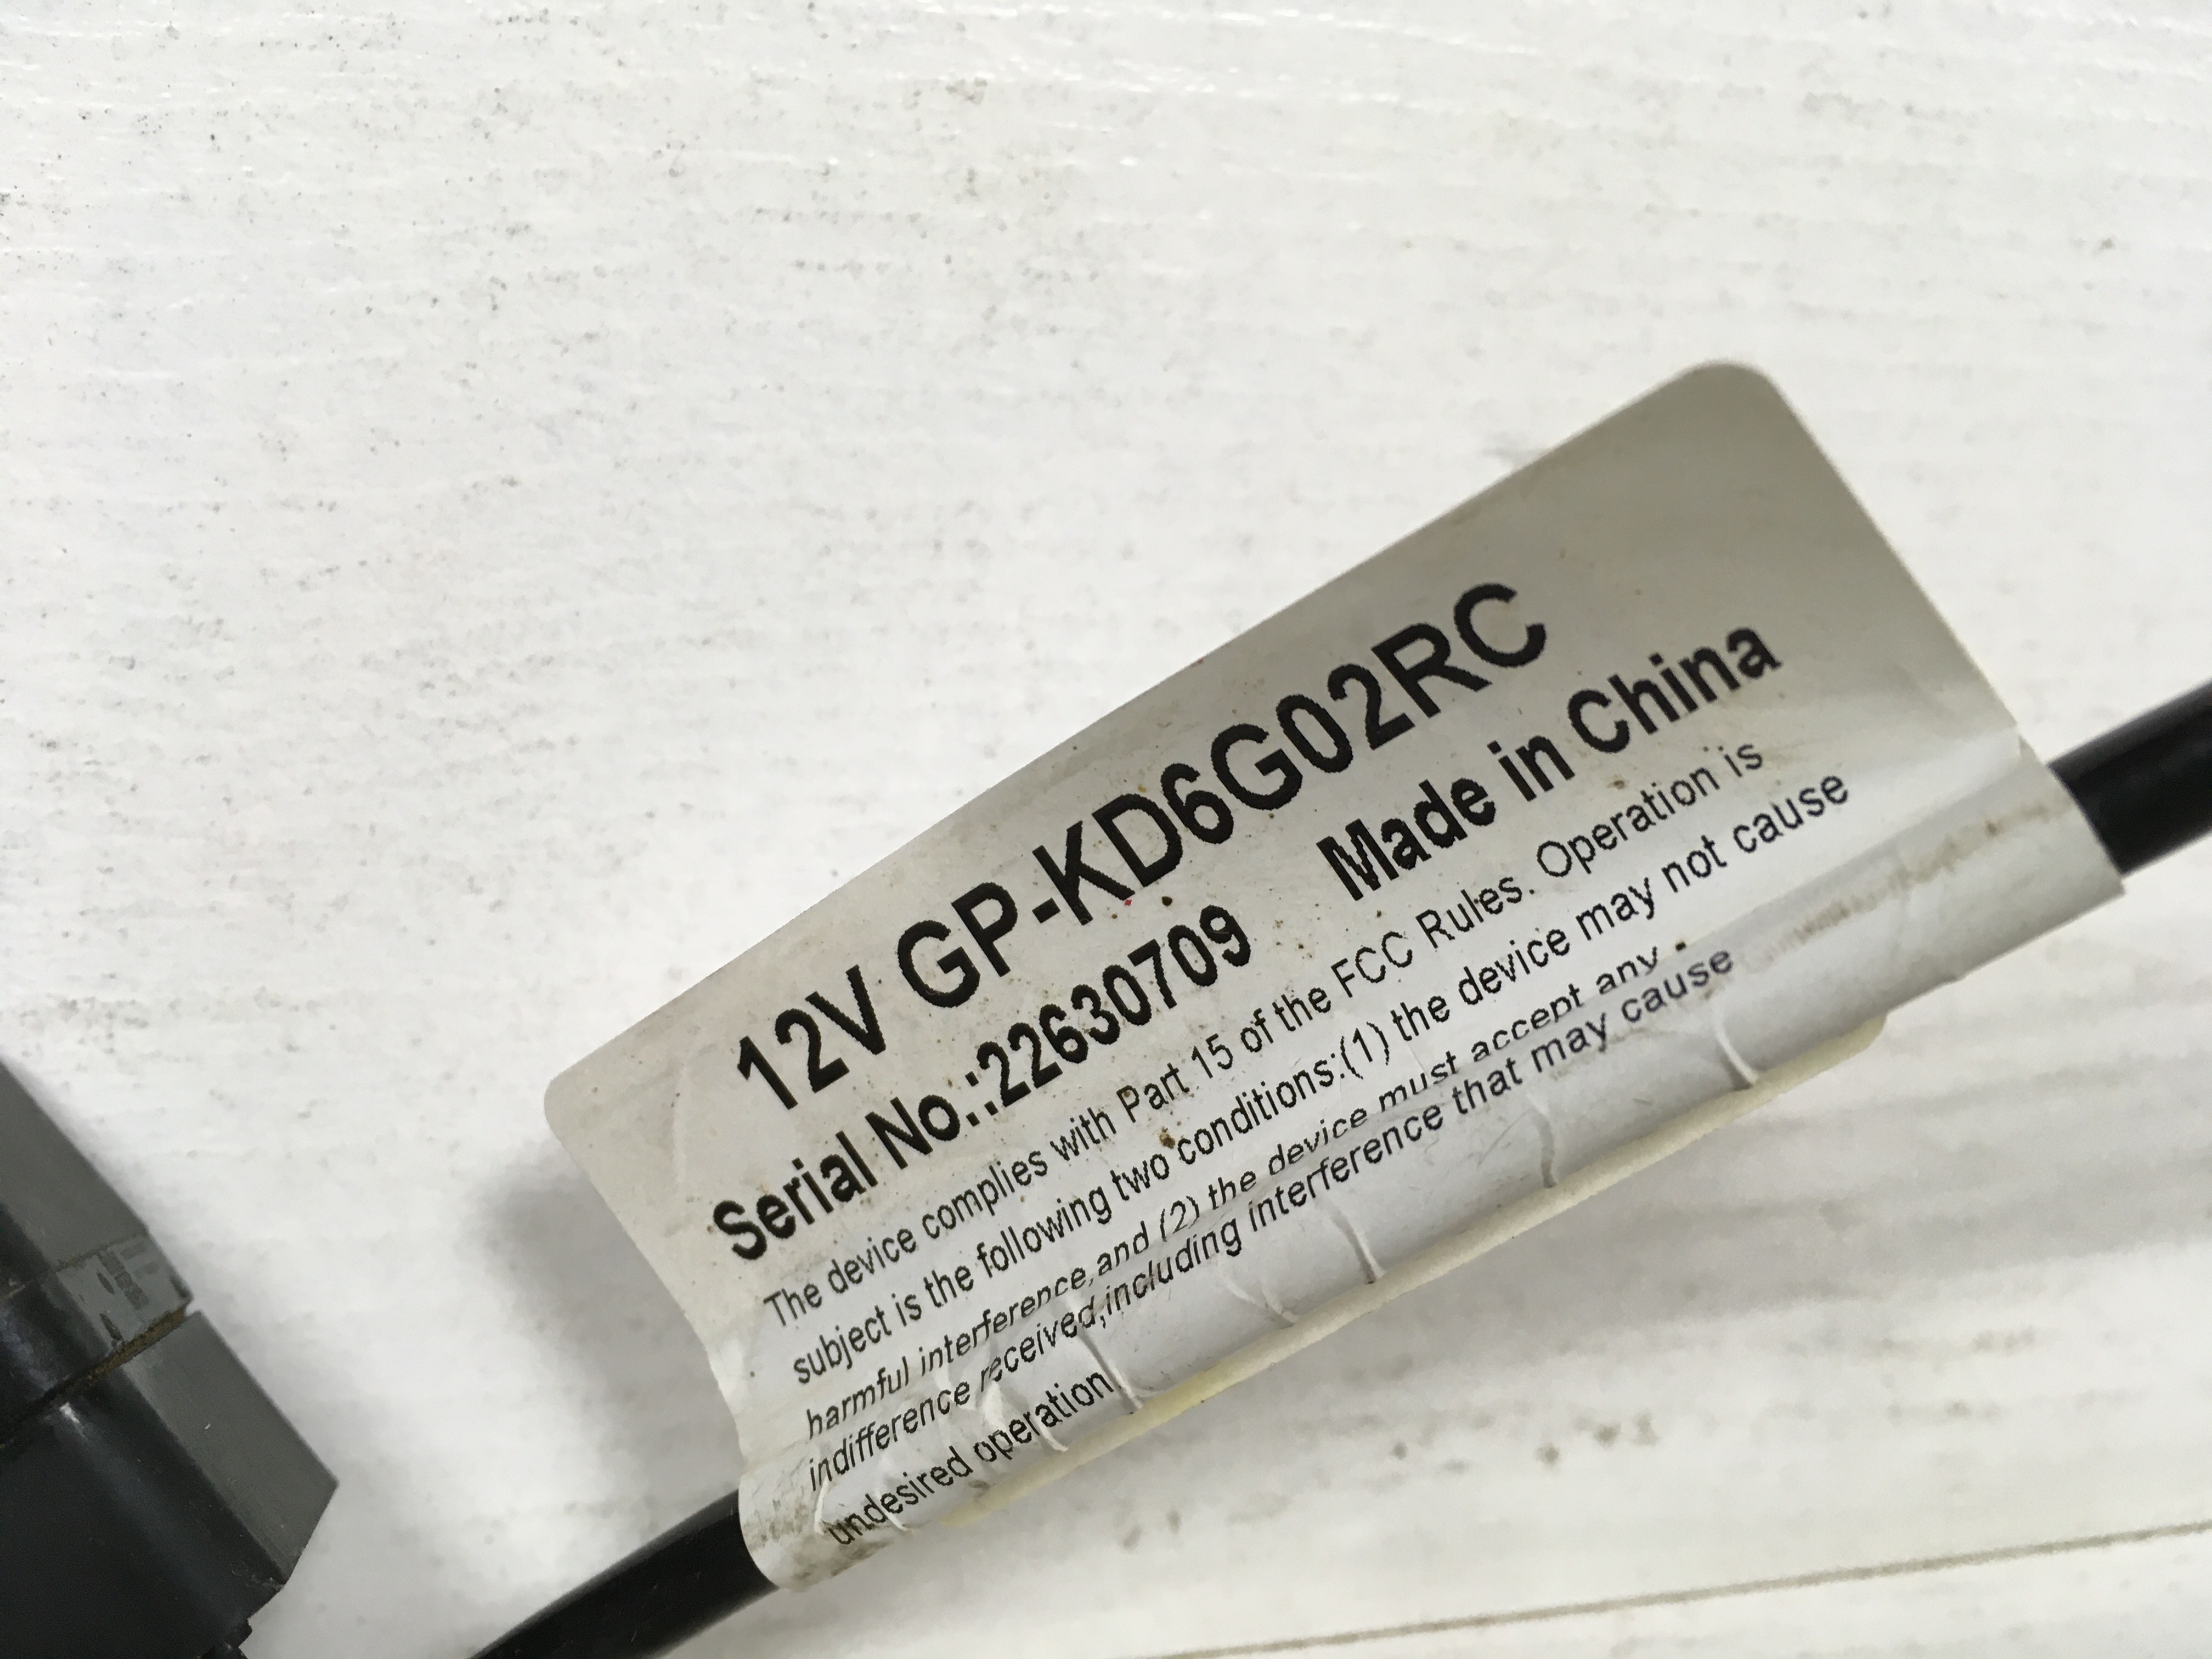 12V GP-KD6G02RC
Serial No.:22630709 Made in China
The device complies with Part 15 of the FCC Rules. Operation is
subject is the following two conditions:(1) the device may not cause
harmful interference,and (2) the device must accept any -
indifference received,including interference that may cause
undesired operation.